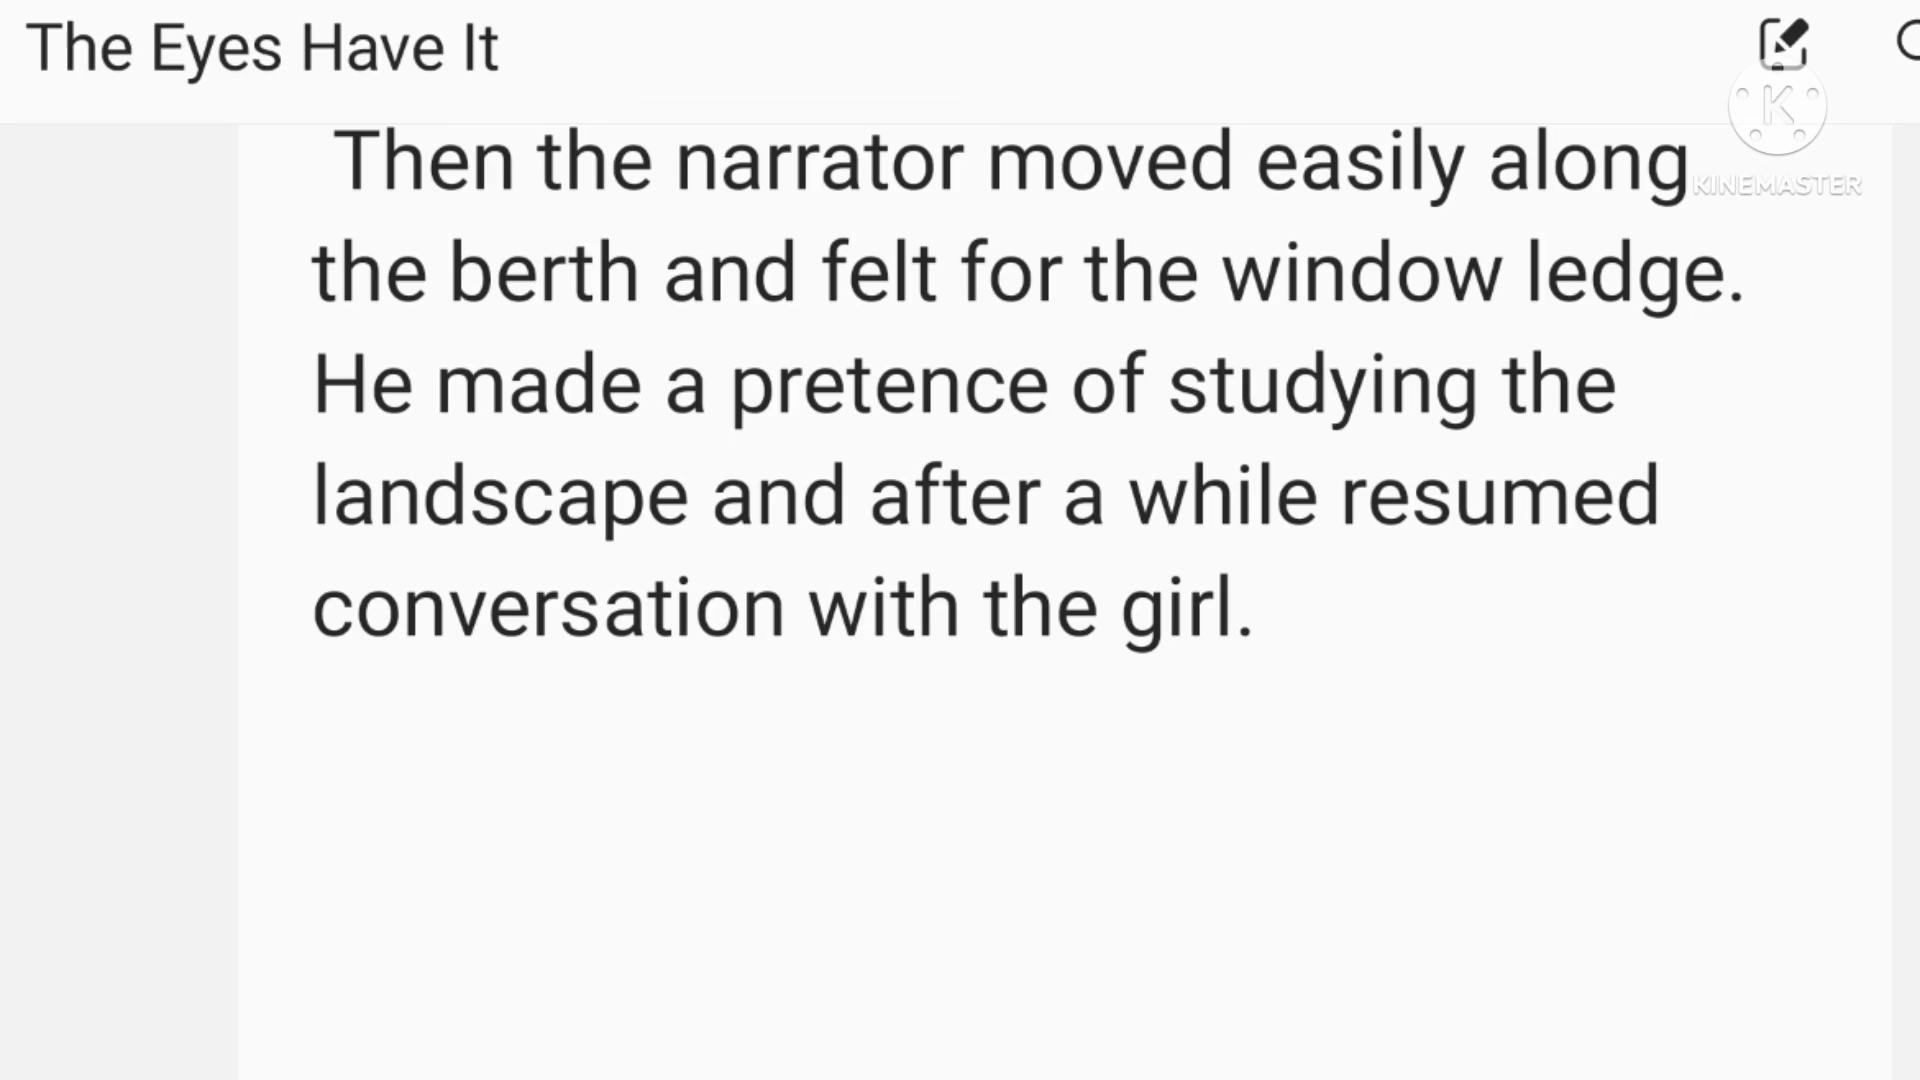 The Eyes Have It
K
KINEMASTER
Then the narrator moved easily along
the berth and felt for the window ledge.
He made a pretence of studying the
landscape and after a while resumed
conversation with the girl.